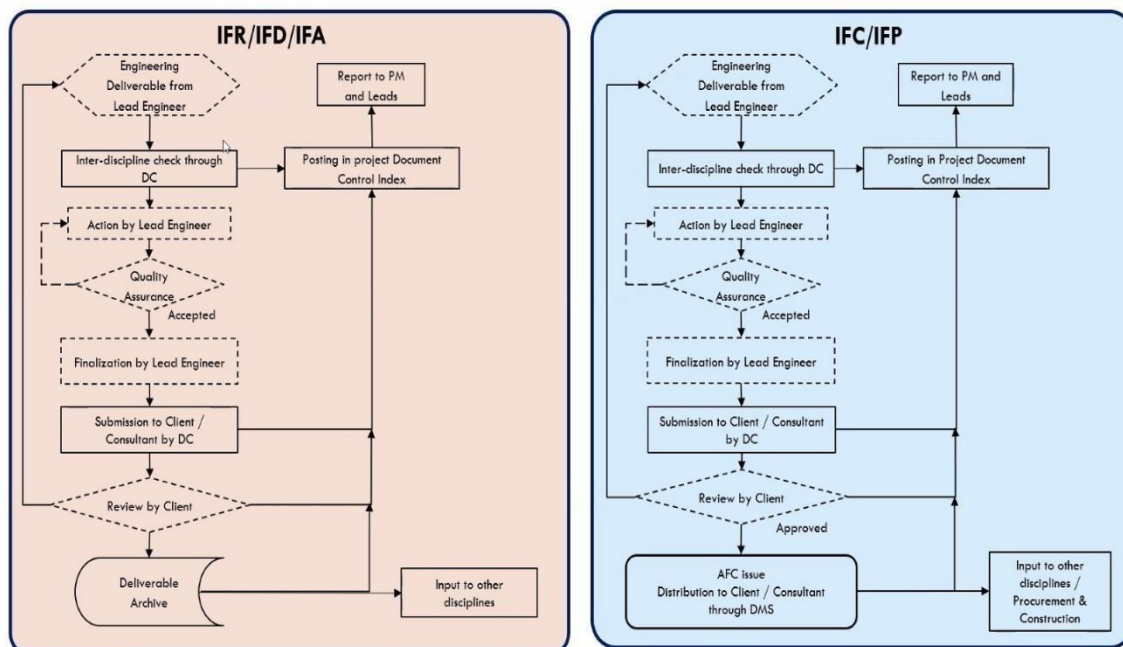 IFR/IFD/IFA
Engineering
Deliverable from
Lead Engineer
Report to PM
and Leads
Inter-discipline check through
DC
Posting in project Document
Control Index
Action by Lead Engineer
Quality
Assurance
Accepted
Finalization by Lead Engineer
Submission to Client /
Consultant by DC
Review by Client
Deliverable
Archive
Input to other
disciplines
IFC/IFP
Engineering
Deliverable from
Lead Engineer
Report to PM and
Leads
Inter-discipline check through DC
Posting in Project Document
Control Index
Action by Lead Engineer
Quality
Assurance
Accepted
Finalization by Lead Engineer
Submission to Client / Consultant
by DC
Review by Client
Approved
AFC issue
Distribution to Client / Consultant
through DMS
Input to other
disciplines /
Procurement &
Construction